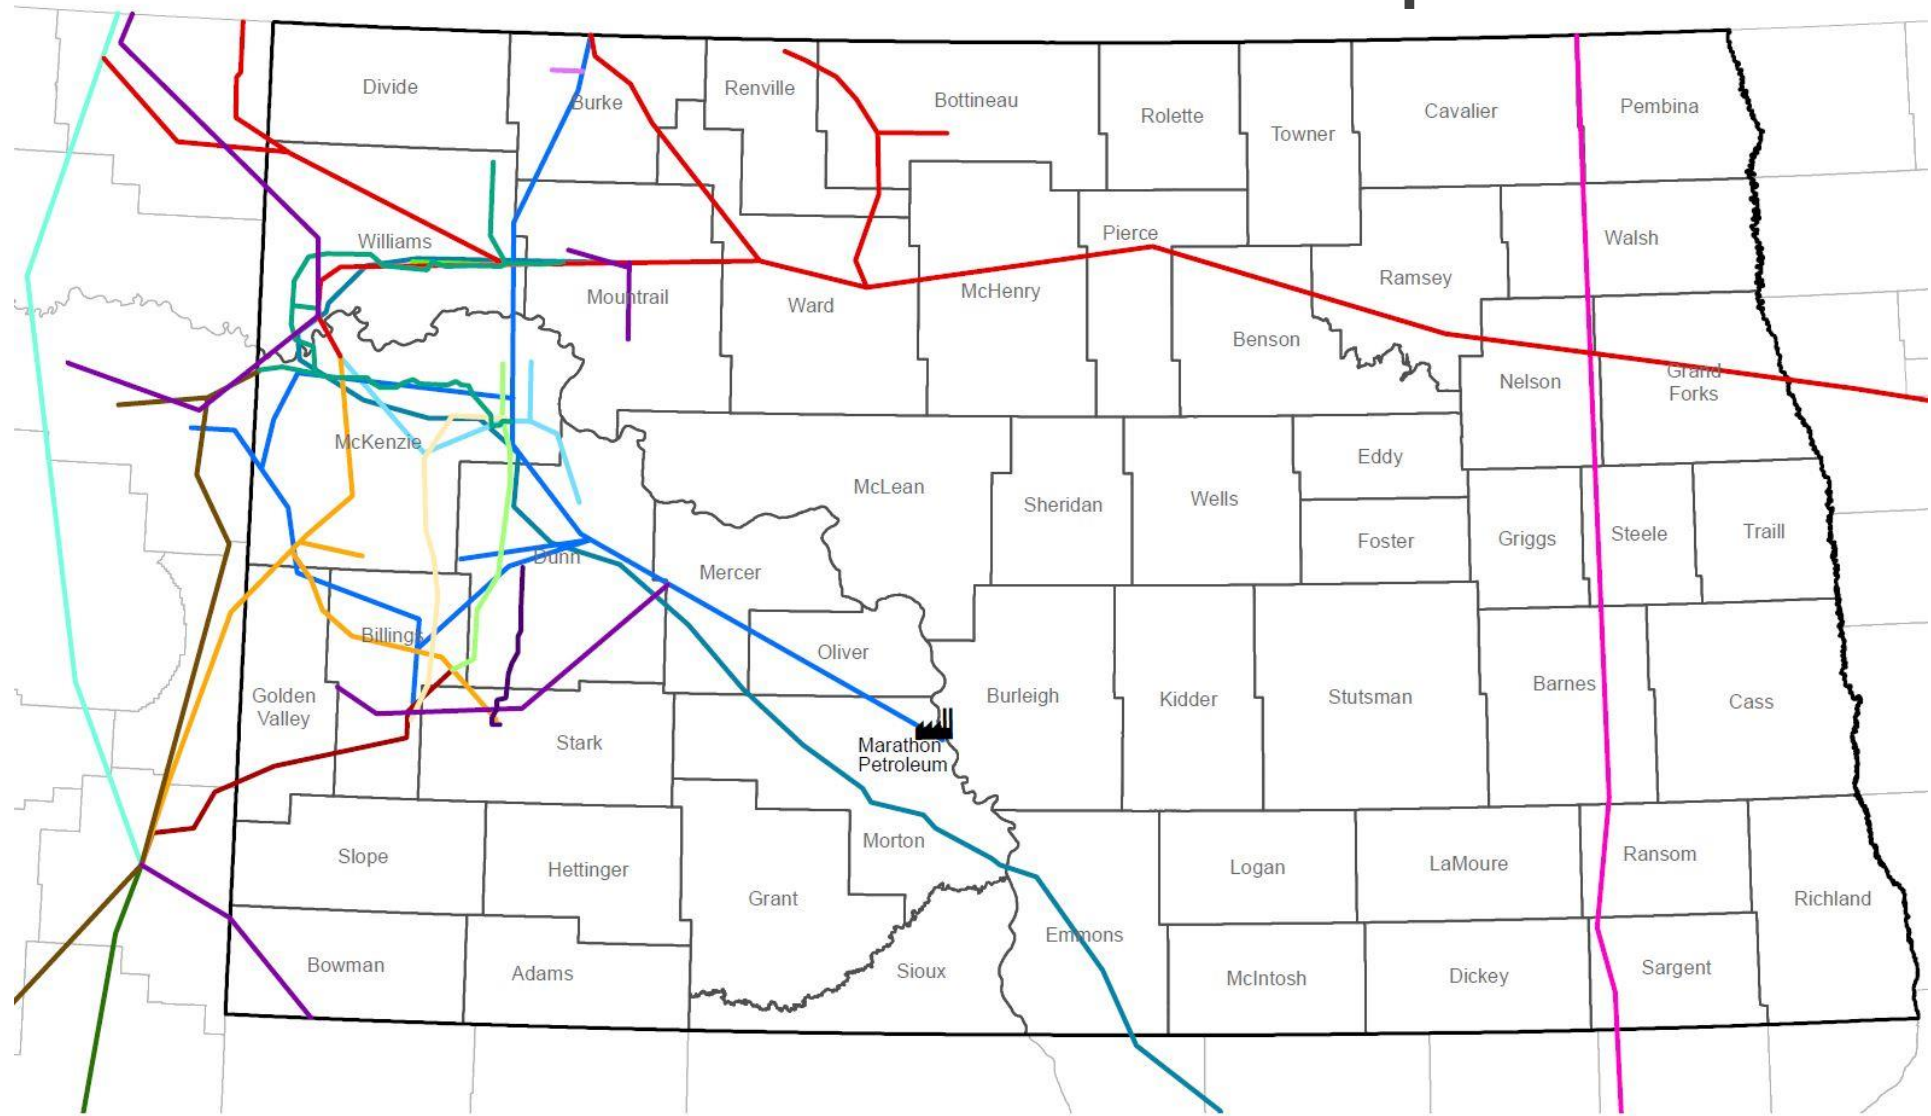 Divide
Burke
Renville
Bottineau
Rolette
Towner
Cavalier
Pembina
Williams
Mountrail
Ward
McHenry
Pierce
Benson
Ramsey
Walsh
Nelson
Grand
Forks
McKenzie
McLean
Sheridan
Wells
Eddy
Foster
Griggs
Steele
Traill
Dunn
Mercer
Billings
Oliver
Golden
Valley
Stark
Burleigh
Kidder
Stutsman
Barnes
Cass
Marathon
Petroleum
Slope
Hettinger
Morton
Grant
Logan
LaMoure
Ransom
Richland
Bowman
Adams
Sioux
Emmons
McIntosh
Dickey
Sargent